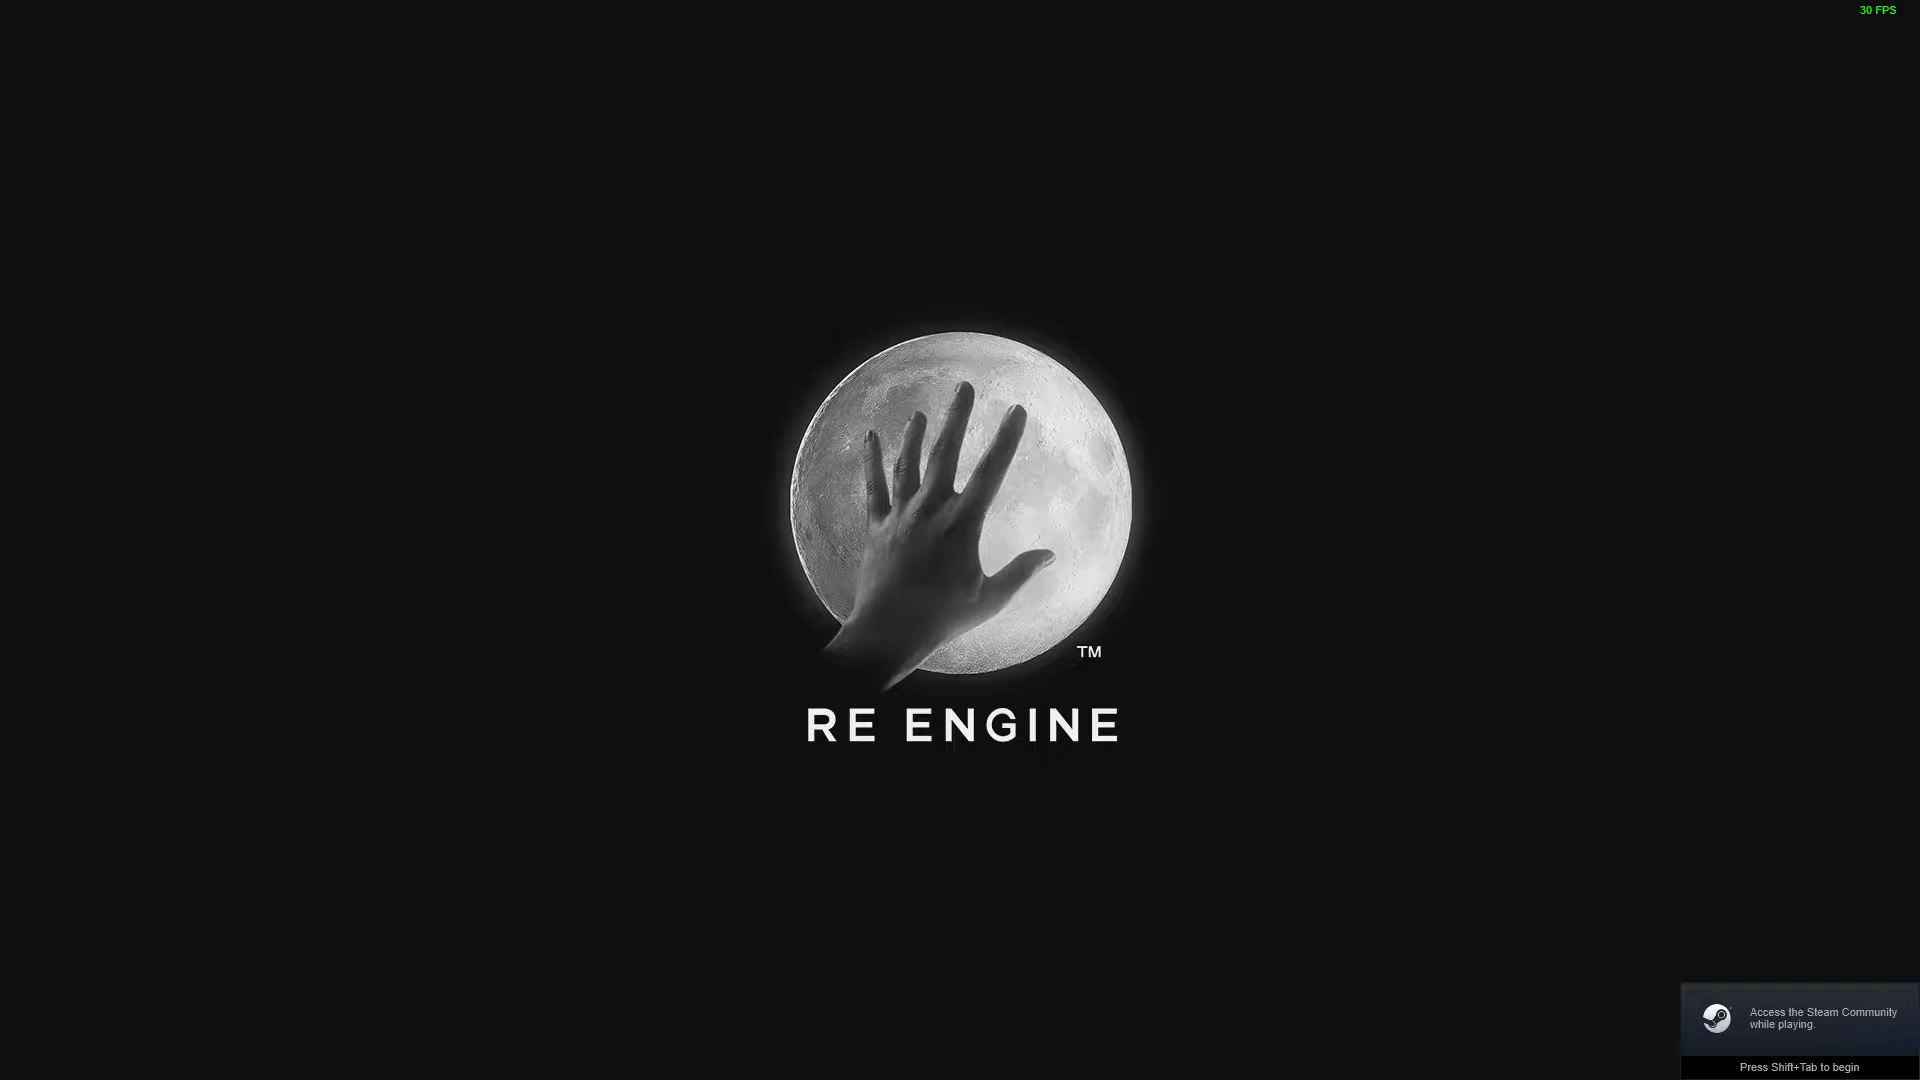 30 FPS
TM
RE ENGINE
Access the Steam Community
while playing.
Press Shift+Tab to begin